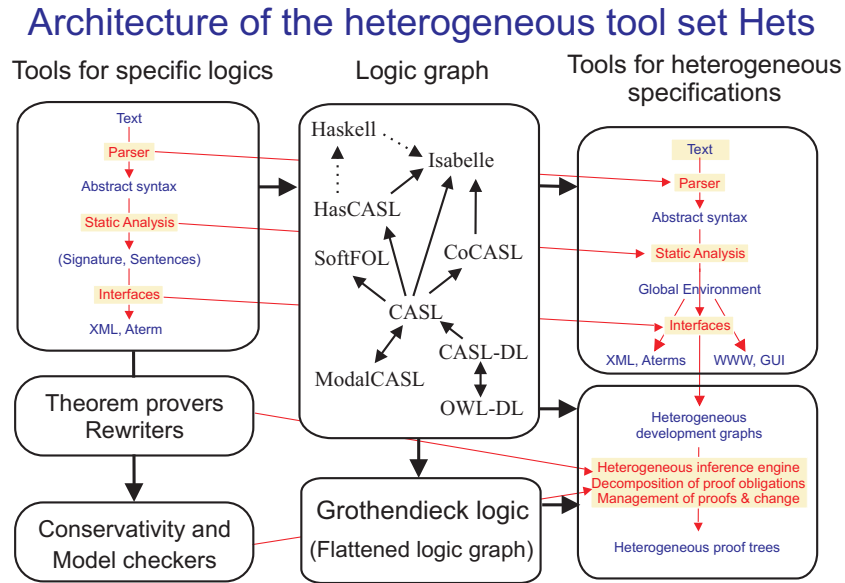 Architecture of the heterogeneous tool set Hets
Tools for specific logics
Text
Parser
Abstract syntax
Static Analysis
(Signature, Sentences)
Interfaces
XML, Aterm
Theorem provers
Rewriters
Conservativity and
Model checkers
Logic graph
Haskell
Isabelle
HasCASL
SoftFOL
CoCASL
CASL
CASL-DL
ModalCASL
OWL-DL
Grothendieck logic
(Flattened logic graph)
Tools for heterogeneous
specifications
Text
Parser
Abstract syntax
Static Analysis
Global Environment
Interfaces
XML, Aterms
WWW, GUI
Heterogeneous
development graphs
Heterogeneous inference engine
Decomposition of proof obligations
Management of proofs & change
Heterogeneous proof trees